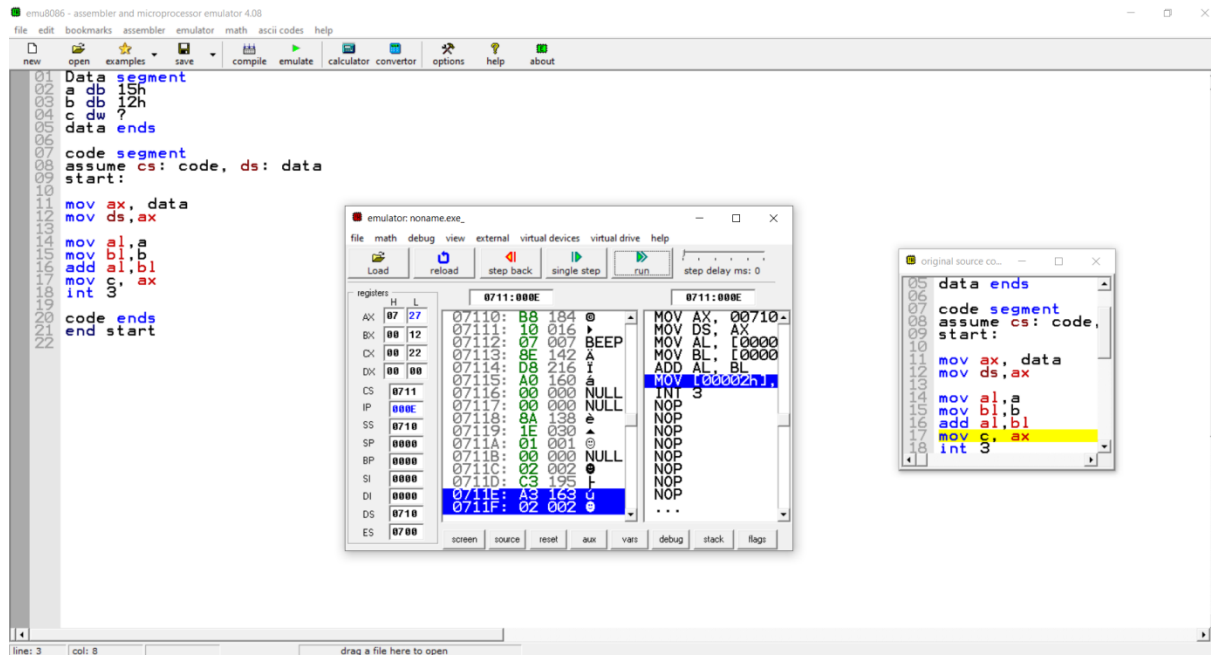 emu8086 - assembler and microprocessor emulator 4.08
file edit bookmarks assembler emulator math ascii codes help
new open examples save compile emulate calculator convertor options help about
01 Data segment
02 a db 15h
03 b db 12h
04 c dw ?
05 data ends
06
07 code segment
08 assume cs: code, ds: data
09 start:
10
11 mov ax, data
12 mov ds,ax
13
14 mov al,a
15 mov bl,b
16 add al,bl
17 mov c, ax
18 int 3
19
20 code ends
21 end start
22
emulator: noname.exe_
file math debug view external virtual devices virtual drive help
Load reload step back single step run step delay ms: 0
registers
H L
AX 07 27
BX 00 12
CX 00 22
DX 00 00
CS 0711
IP 000E
SS 0710
SP 0000
BP 0000
SI 0000
DI 0000
DS 0710
ES 0700
0711:000E
07110: B8 184 ©
07111: 10 016 ►
07112: 07 007 BEEP
07113: 8E 142 Ä
07114: D8 216 Ï
07115: A0 160 á
07116: 00 000 NULL
07117: 00 000 NULL
07118: 8A 138 è
07119: 1E 030 ▲
0711A: 01 001 ☺
0711B: 00 000 NULL
0711C: 02 002 ☻
0711D: C3 195 ├
0711E: A3 163 ú
0711F: 02 002 ☻
0711:000E
MOV AX, 00710
MOV DS, AX
MOV AL, [0000
MOV BL, [0000
ADD AL, BL
MOV [00002h],
INT 3
NOP
NOP
NOP
NOP
NOP
NOP
NOP
NOP
...
screen source reset aux vars debug stack flags
original source co...
05 data ends
06
07 code segment
08 assume cs: code,
09 start:
10
11 mov ax, data
12 mov ds,ax
13
14 mov al,a
15 mov bl,b
16 add al,bl
17 mov c, ax
18 int 3
line: 3 col: 8 drag a file here to open